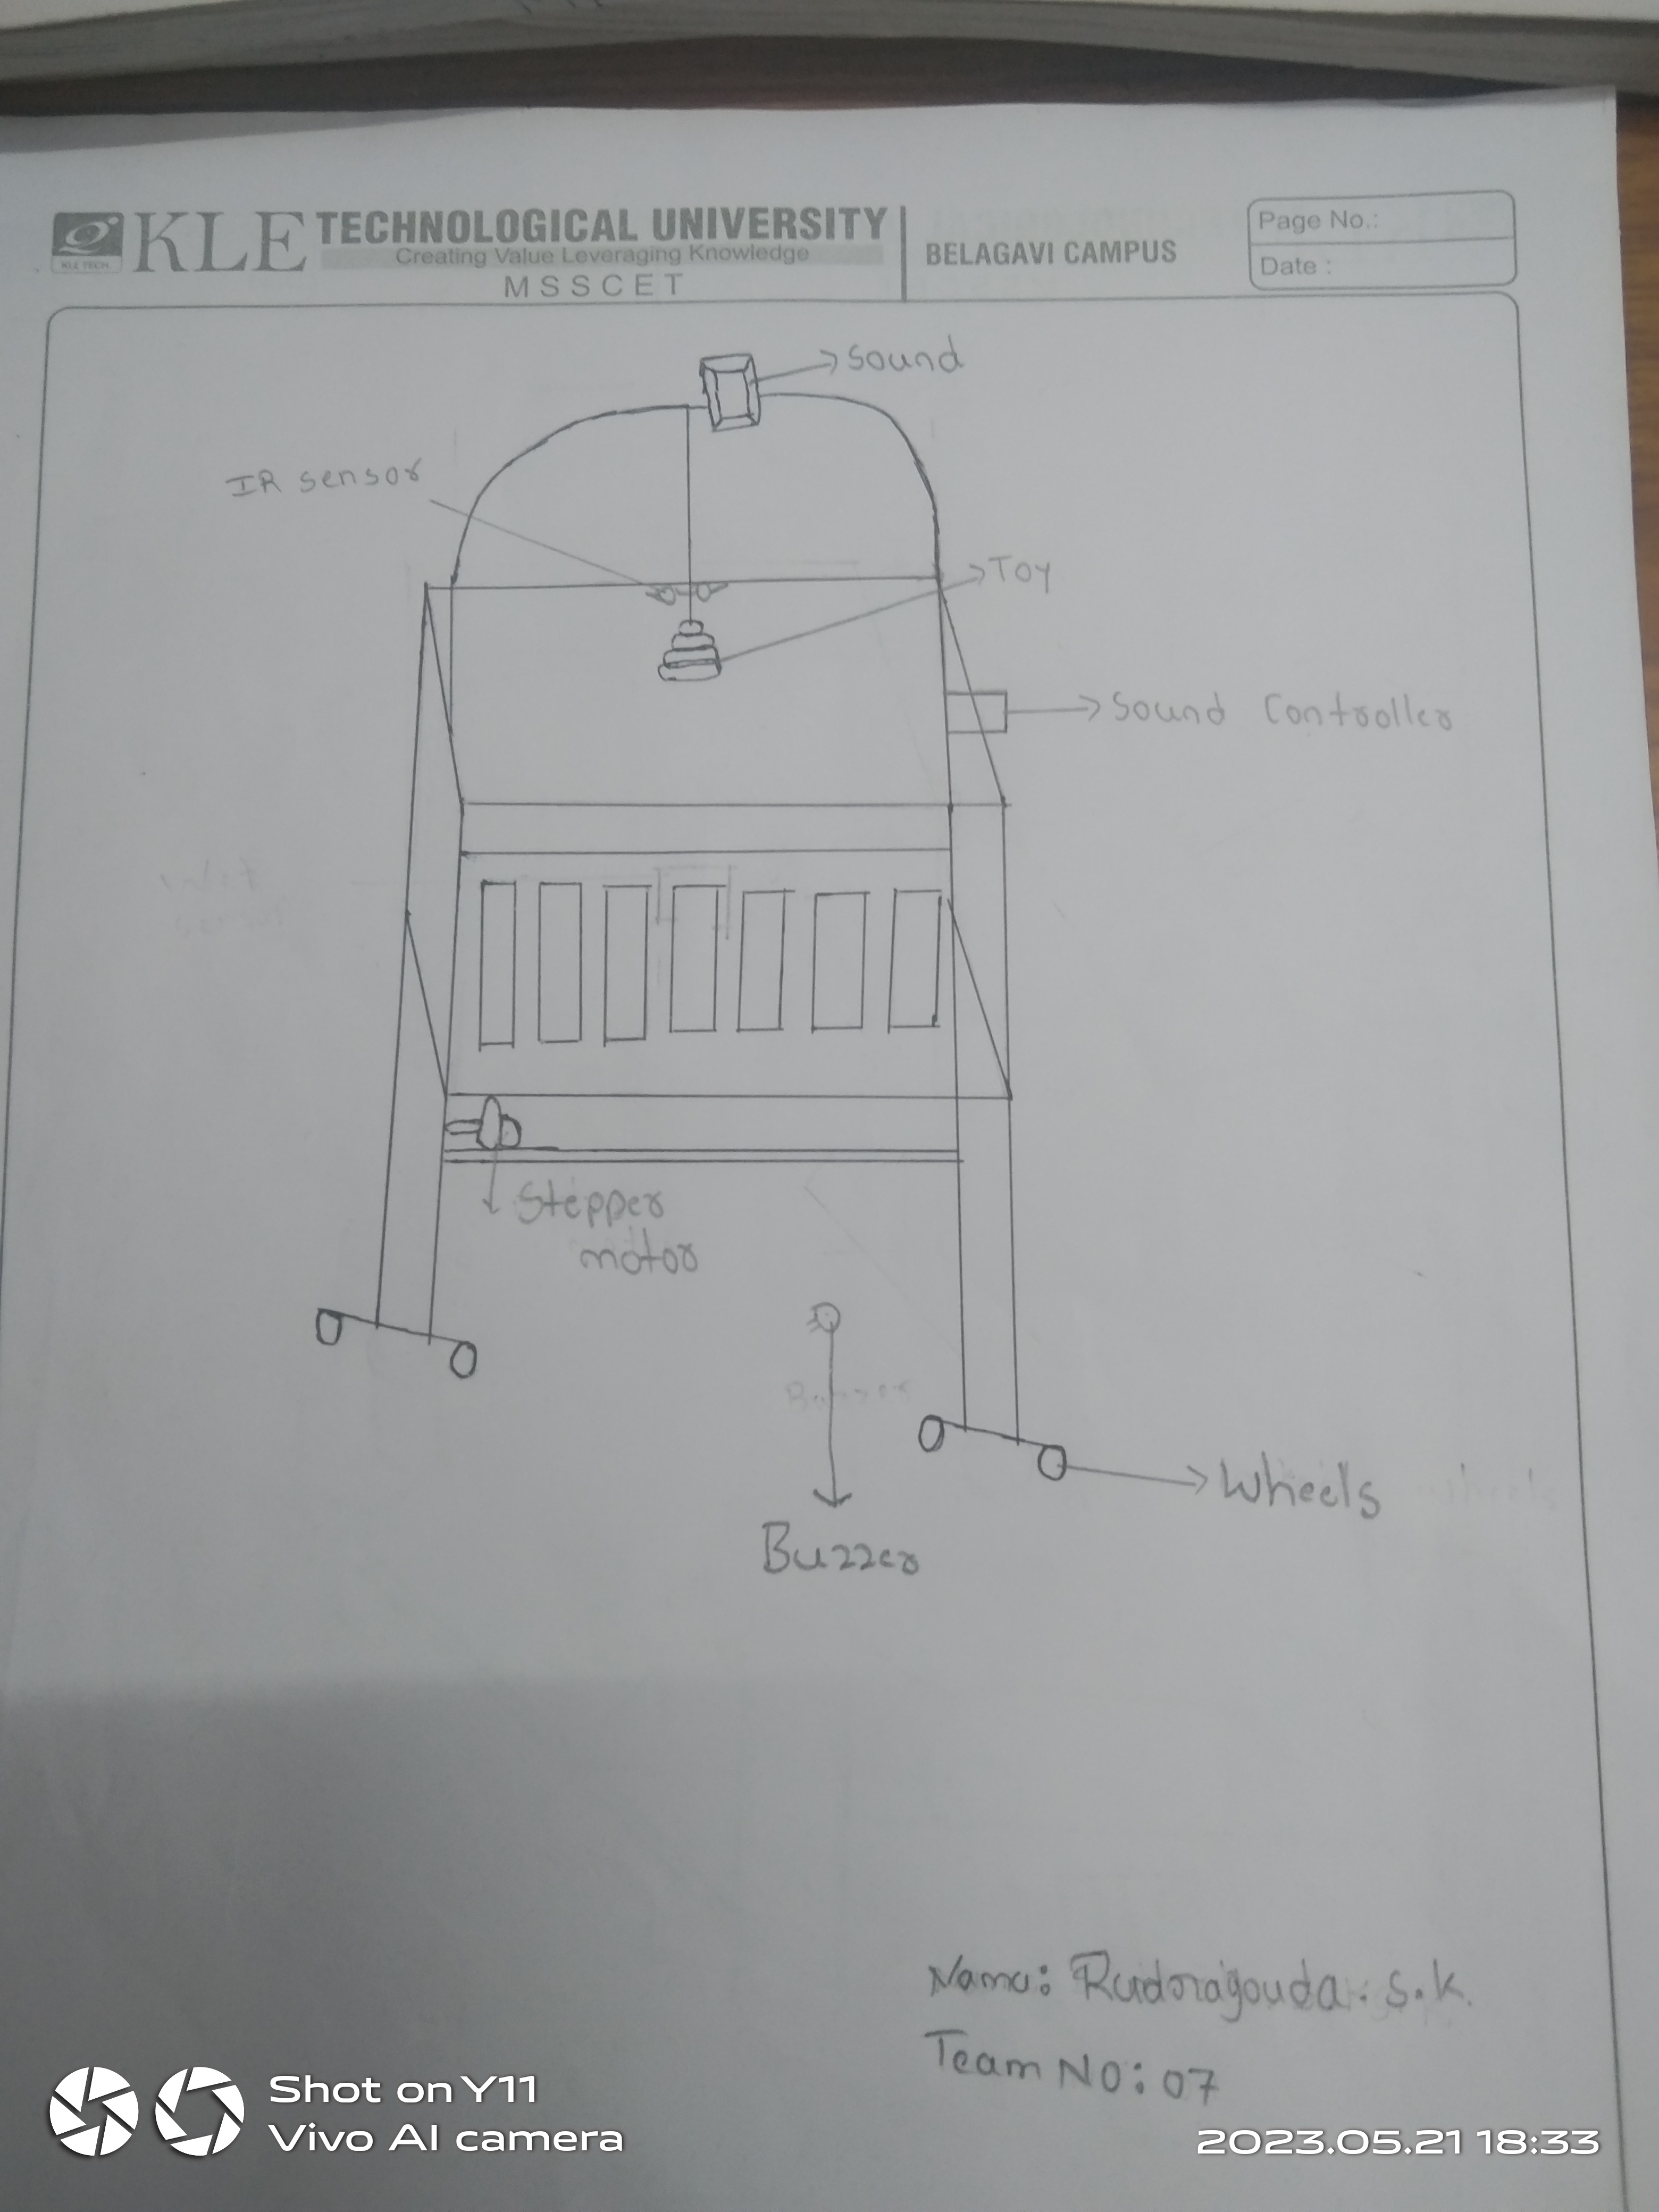 KLE TECHNOLOGICAL UNIVERSITY
Creating Value Leveraging Knowledge
MSSCET
BELAGAVI CAMPUS
Page No.:
Date :
KLE TECH
Sound
IR sensor
Toy
Sound Controller
Stepper
motor
Buzzer
Wheels
Name: Rudragouda. S.K.
Team NO: 07
Shot on Y11
Vivo AI camera
2023.05.21 18:33